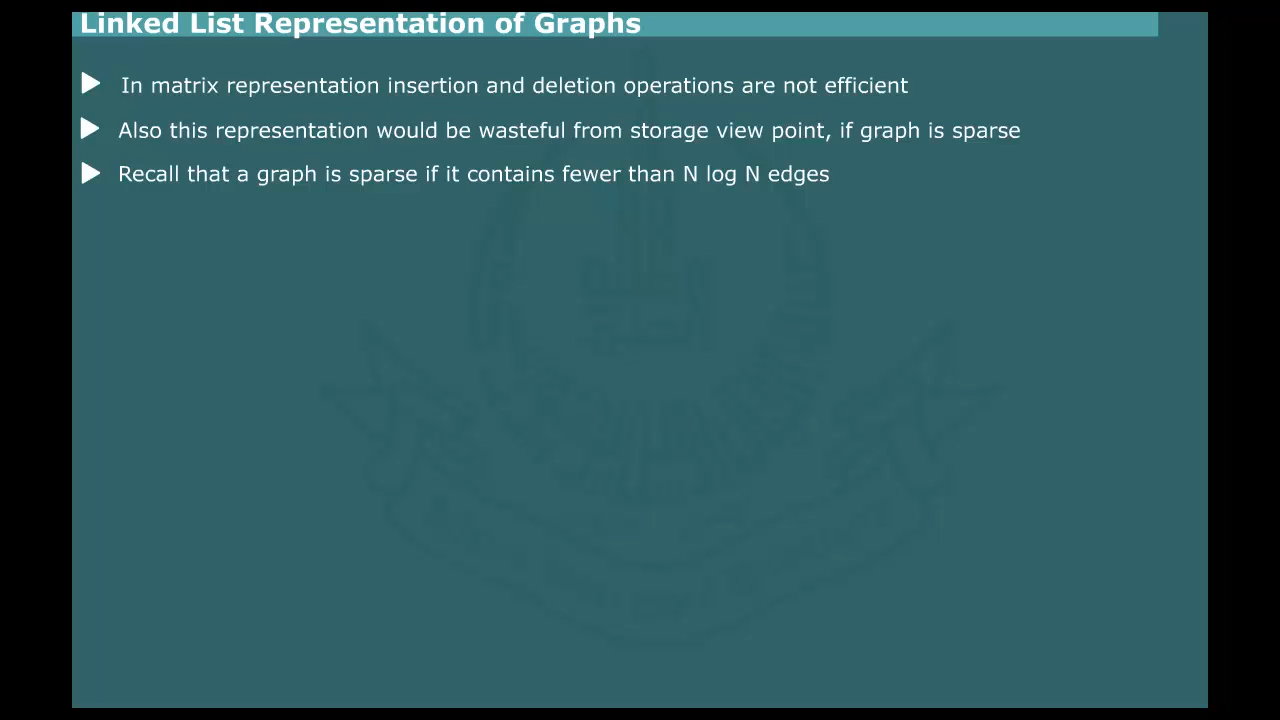 Linked List Representation of Graphs
In matrix representation insertion and deletion operations are not efficient
Also this representation would be wasteful from storage view point, if graph is sparse
Recall that a graph is sparse if it contains fewer than N log N edges